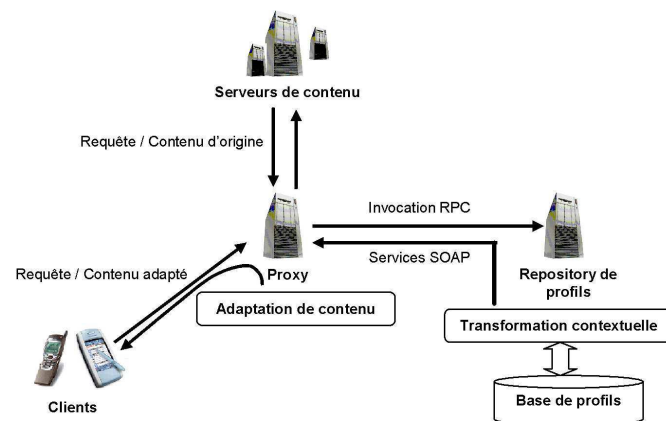 Serveurs de contenu
Requête / Contenu d'origine
Invocation RPC
Services SOAP
Requête / Contenu adapté
Proxy
Repository de
profils
Adaptation de contenu
Transformation contextuelle
Clients
Base de profils